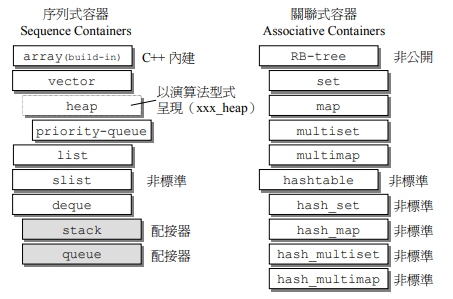 序列式容器
Sequence Containers
array(build-in) C++ 內建
vector
heap
以演算法型式
呈現（xxx_heap）
priority-queue
list
slist 非標準
deque
stack 配接器
queue 配接器
關聯式容器
Associative Containers
RB-tree 非公開
set
map
multiset
multimap
hashtable 非標準
hash_set 非標準
hash_map 非標準
hash_multiset 非標準
hash_multimap 非標準